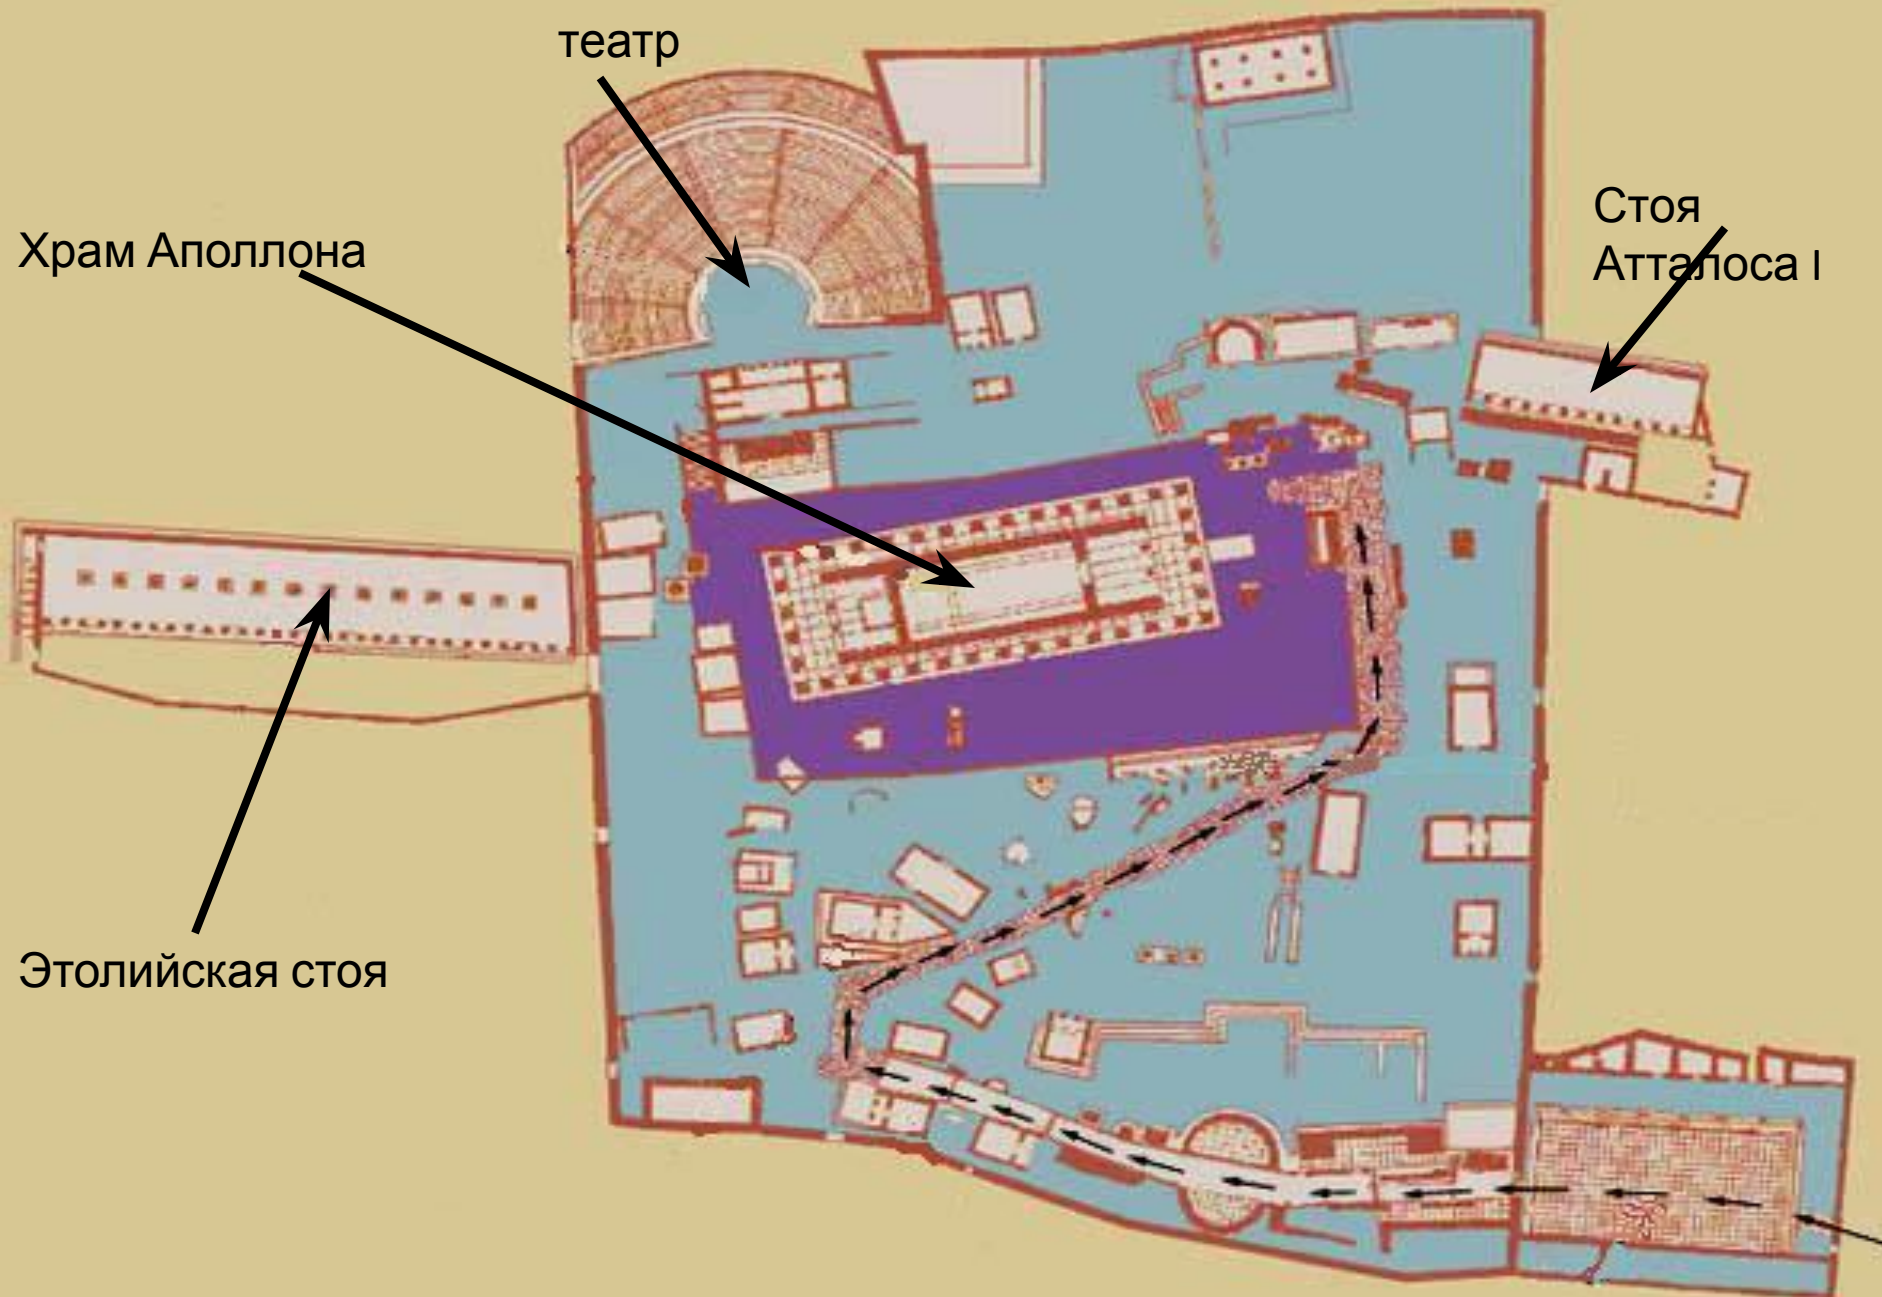 театр
Стоя
Атталоса I
Храм Аполлона
Этолийская стоя